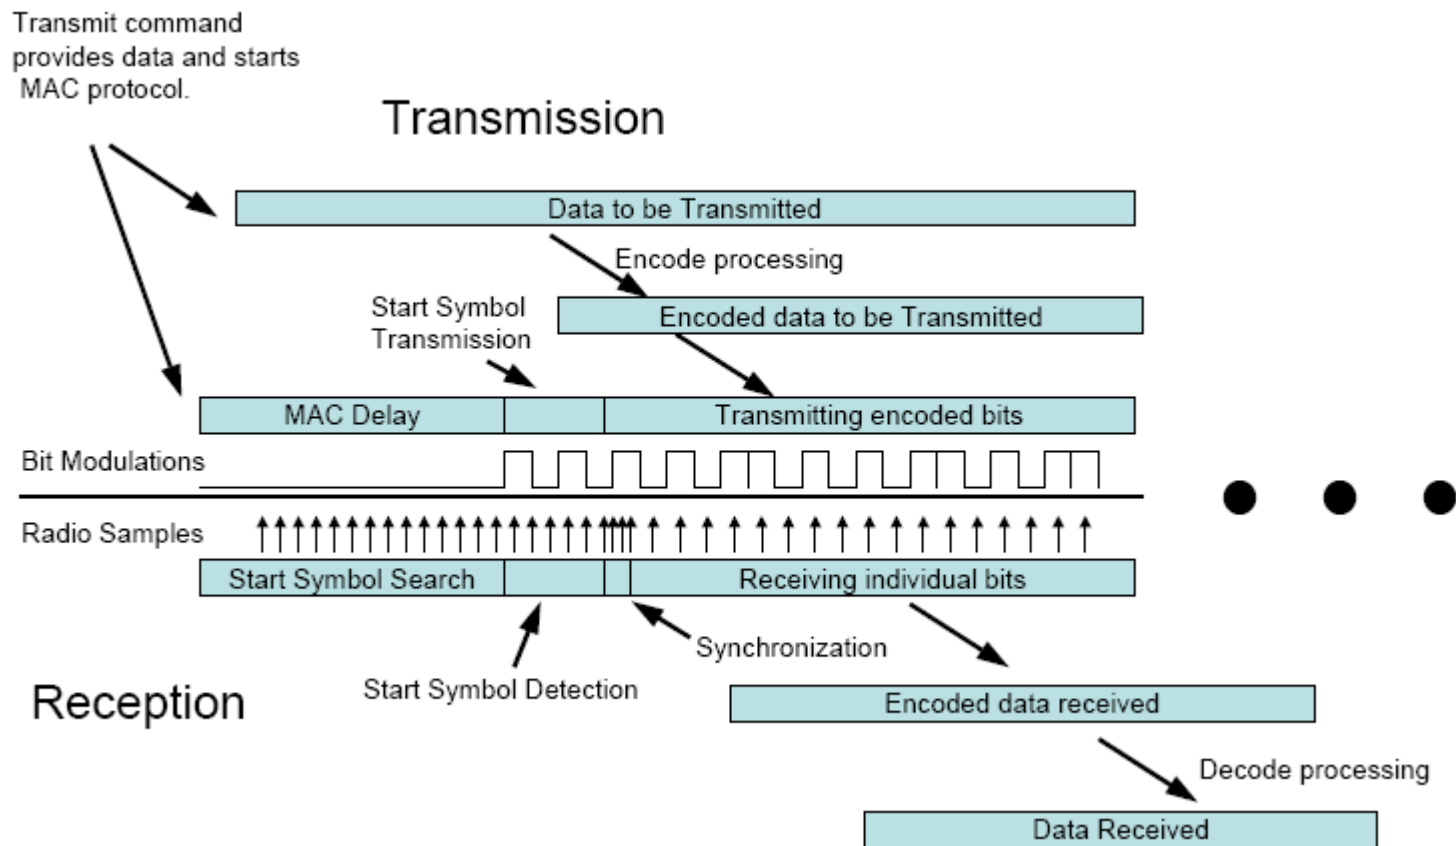 Transmit command
provides data and starts
MAC protocol.
Transmission
Data to be Transmitted
Encode processing
Start Symbol
Transmission
Encoded data to be Transmitted
MAC Delay
Transmitting encoded bits
Bit Modulations
Radio Samples
Start Symbol Search
Receiving individual bits
Synchronization
Start Symbol Detection
Reception
Encoded data received
Decode processing
Data Received